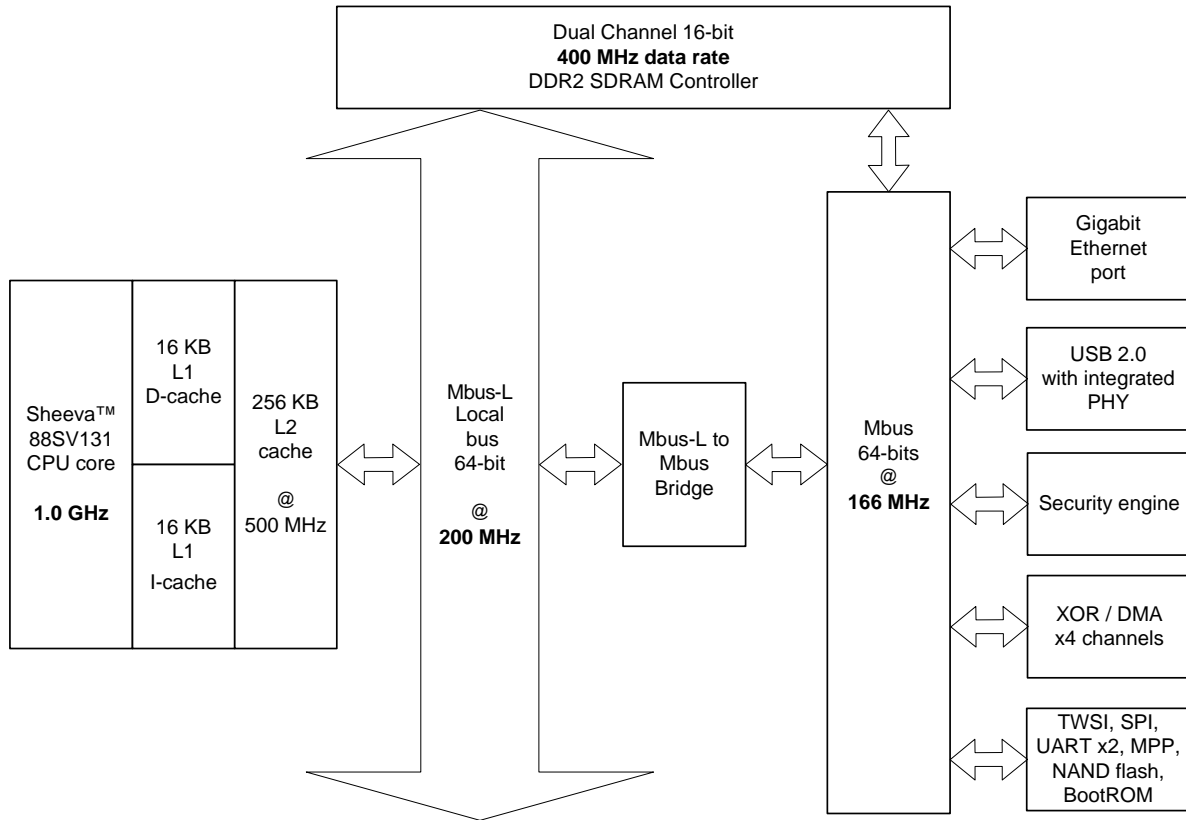 Dual Channel 16-bit
400 MHz data rate
DDR2 SDRAM Controller
Sheeva™
88SV131
CPU core
1.0 GHz
16 KB
L1
D-cache
16 KB
L1
I-cache
256 KB
L2
cache
@
500 MHz
Mbus-L
Local
bus
64-bit
@
200 MHz
Mbus-L to
Mbus
Bridge
Mbus
64-bits
@
166 MHz
Gigabit
Ethernet
port
USB 2.0
with integrated
PHY
Security engine
XOR / DMA
x4 channels
TWSI, SPI,
UART x2, MPP,
NAND flash,
BootROM